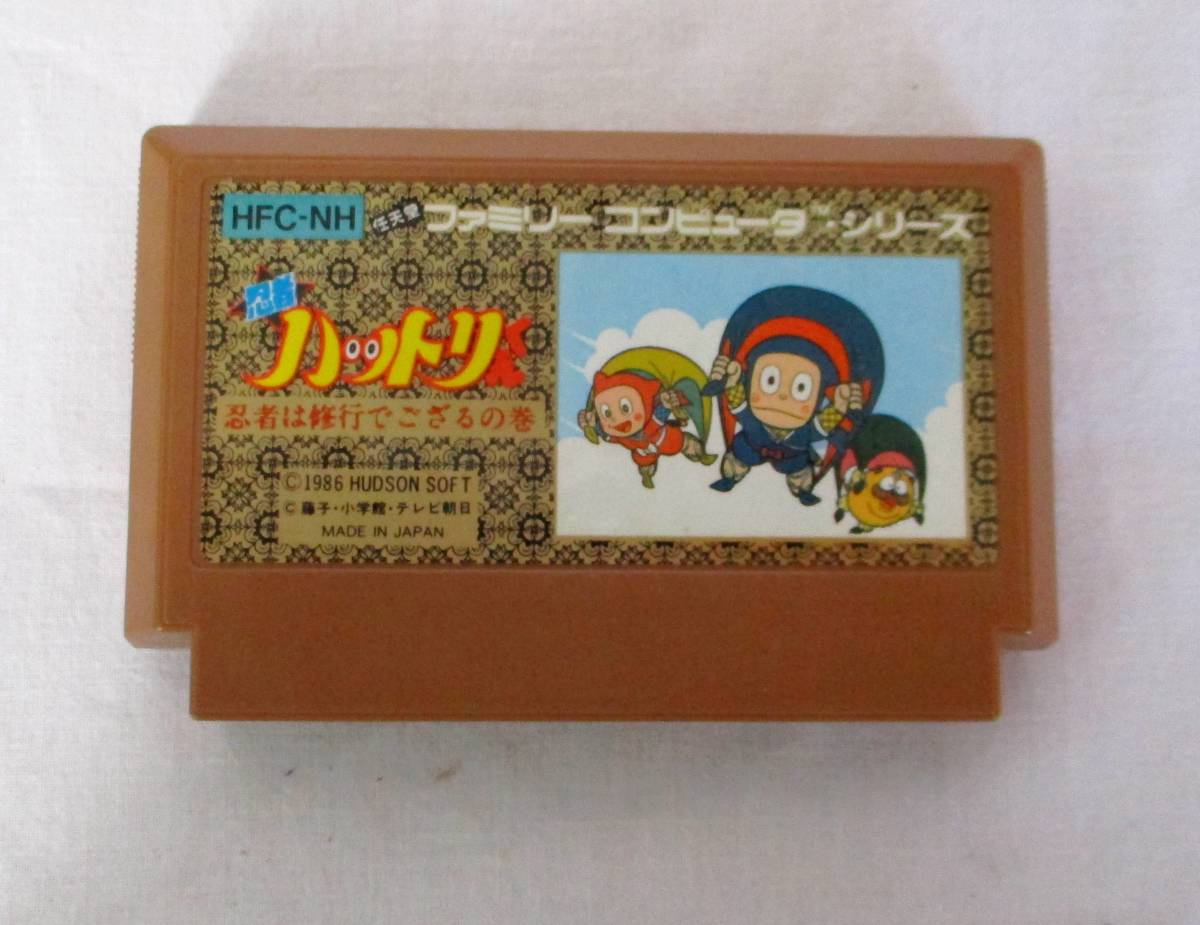 HFC-NH 任天堂 ファミリーコンピュータ™・シリーズ
忍者
ハットリくん
忍者は修行でござるの巻
©1986 HUDSON SOFT
©藤子・小学館・テレビ朝日
MADE IN JAPAN